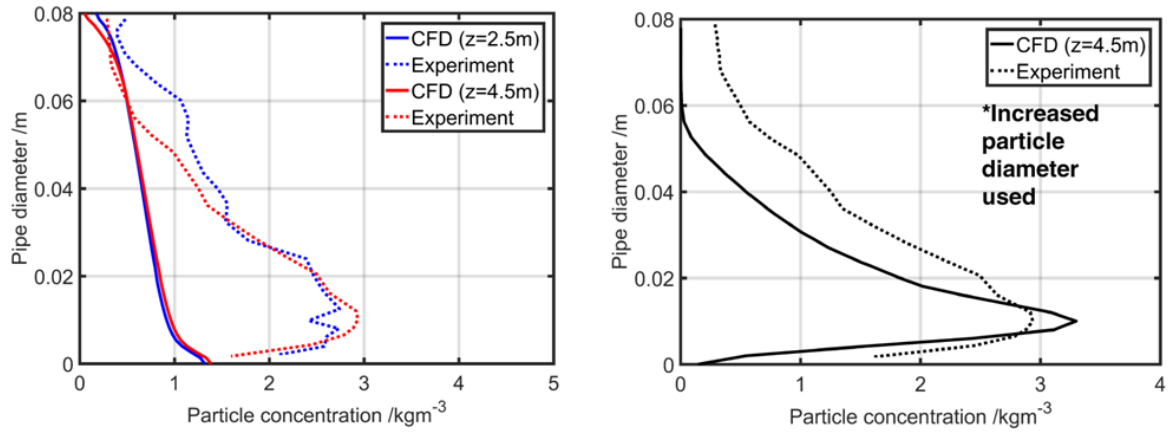 0.08
0.06
0.04
0.02
0
Pipe diameter /m
0 1 2 3 4 5
Particle concentration /kgm-3
CFD (z=2.5m)
Experiment
CFD (z=4.5m)
Experiment
0.08
0.06
0.04
0.02
0
Pipe diameter /m
0 1 2 3 4
Particle concentration /kgm-3
CFD (z=4.5m)
Experiment
*Increased
particle
diameter
used